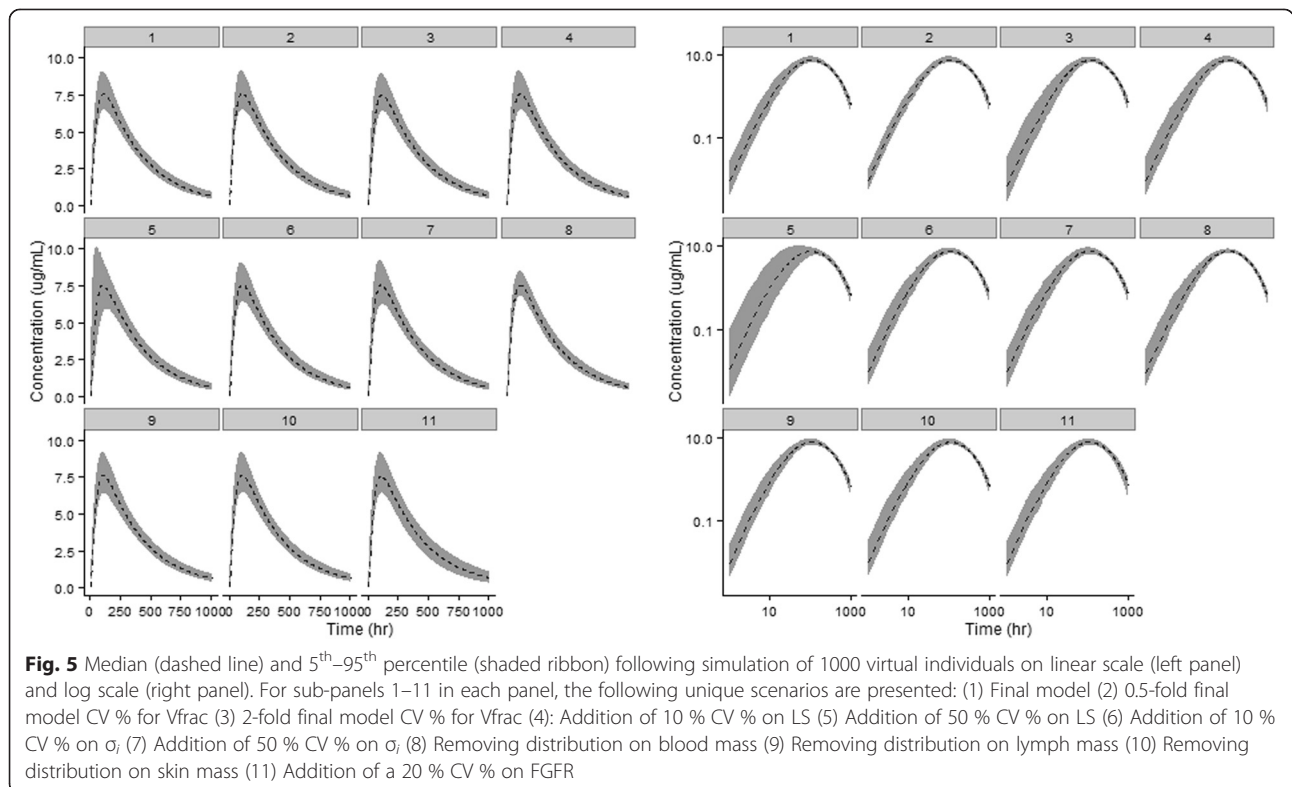 1 2 3 4
10.0
7.5
5.0
2.5
0.0
5 6 7 8
10.0
7.5
5.0
2.5
0.0
9 10 11
10.0
7.5
5.0
2.5
0.0
Concentration (ug/mL)
0 250 500 750 1000 0 250 500 750 1000 0 250 500 750 1000
Time (hr)
1 2 3 4
10.0
0.1
5 6 7 8
10.0
0.1
9 10 11
10.0
0.1
Concentration (ug/mL)
10 1000 10 1000 10 1000
Time (hr)
Fig. 5 Median (dashed line) and 5th–95th percentile (shaded ribbon) following simulation of 1000 virtual individuals on linear scale (left panel)
and log scale (right panel). For sub-panels 1–11 in each panel, the following unique scenarios are presented: (1) Final model (2) 0.5-fold final
model CV % for Vfrac (3) 2-fold final model CV % for Vfrac (4): Addition of 10 % CV % on LS (5) Addition of 50 % CV % on LS (6) Addition of 10 %
CV % on σi (7) Addition of 50 % CV % on σi (8) Removing distribution on blood mass (9) Removing distribution on lymph mass (10) Removing
distribution on skin mass (11) Addition of a 20 % CV % on FGFR